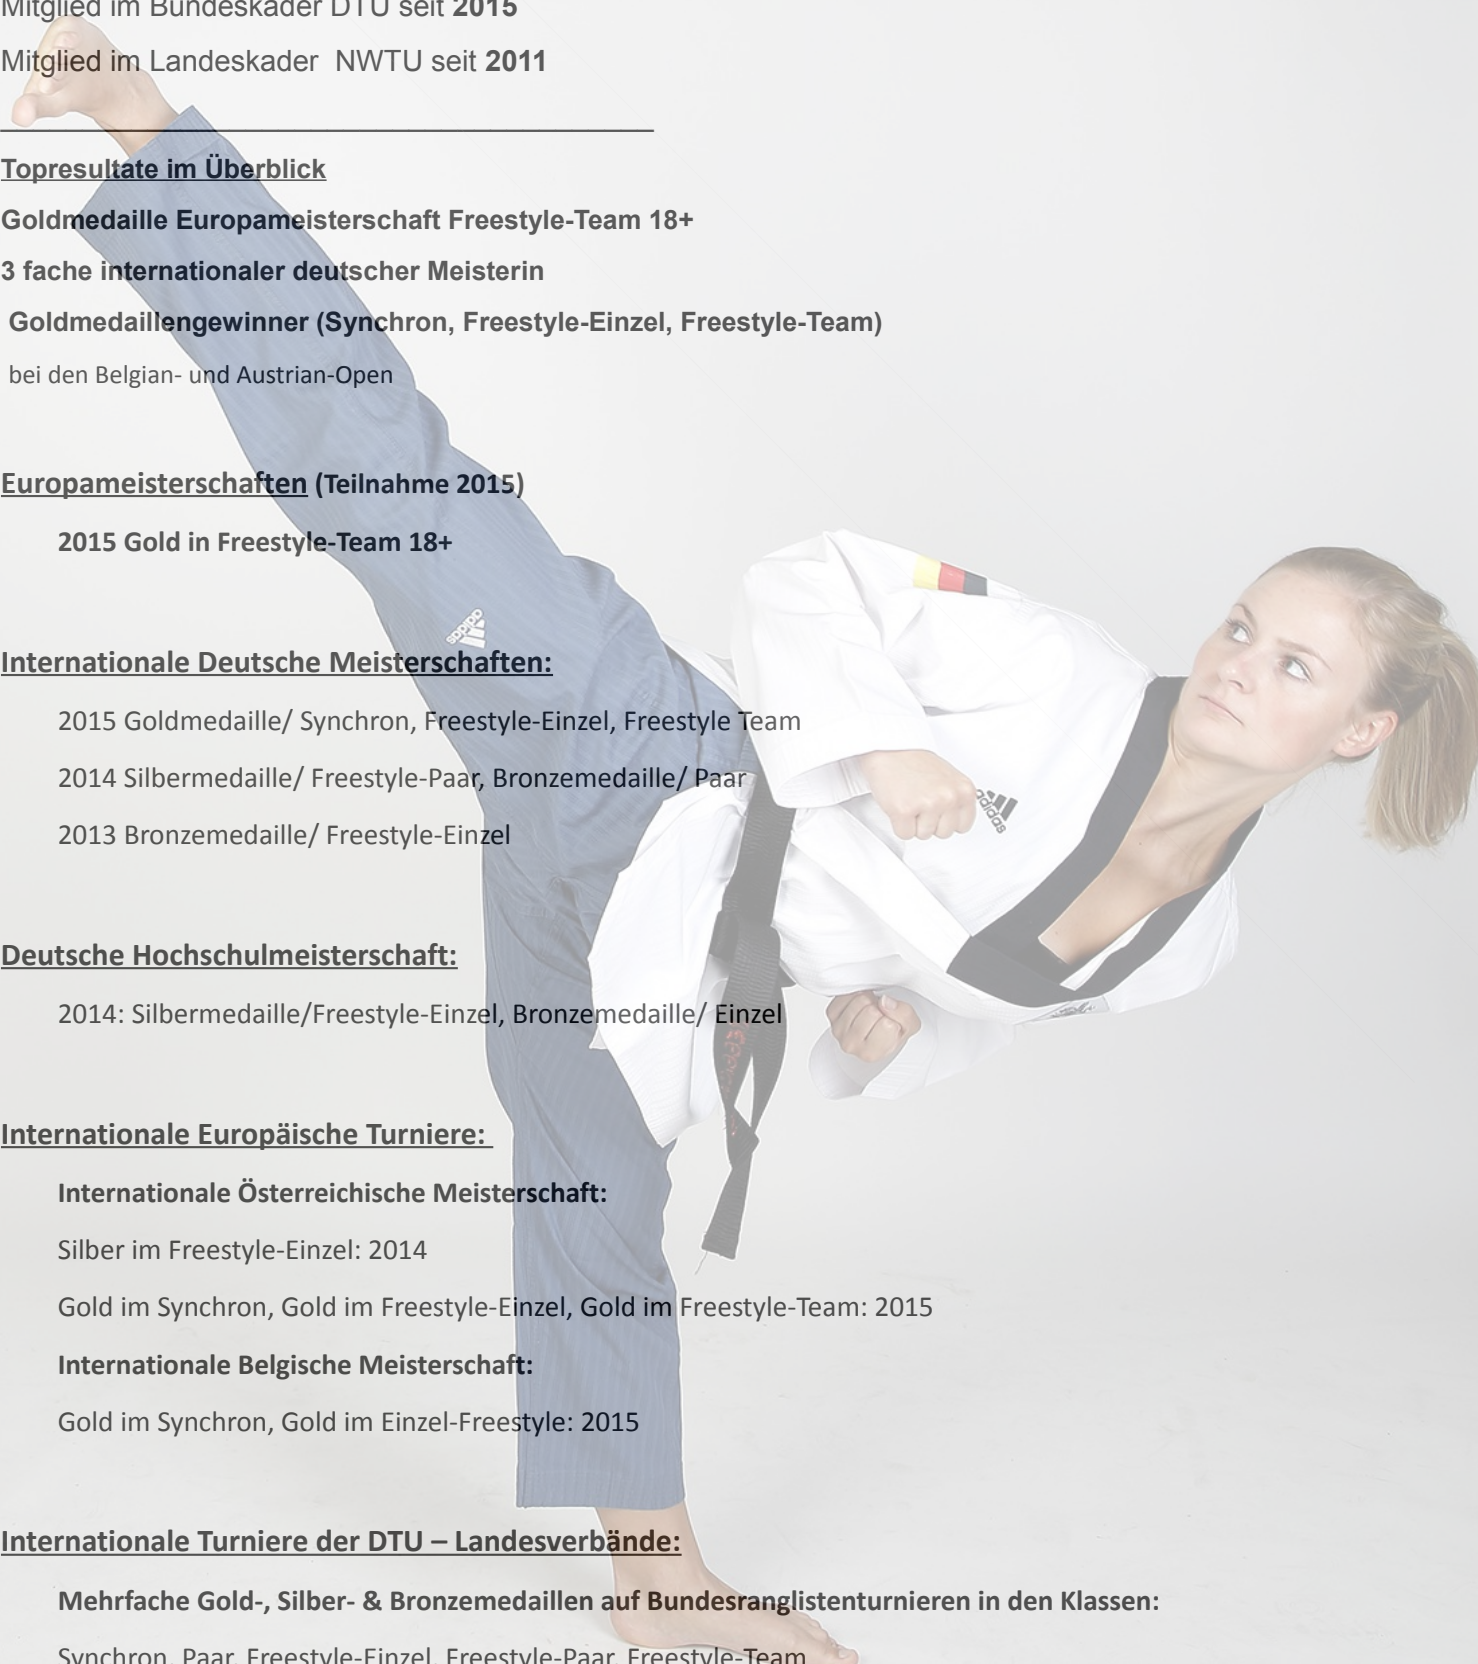 Mitglied im Bundeskader DTU seit 2015
Mitglied im Landeskader NWTU seit 2011
Topresultate im Überblick
Goldmedaille Europameisterschaft Freestyle-Team 18+
3 fache internationaler deutscher Meisterin
Goldmedaillengewinner (Synchron, Freestyle-Einzel, Freestyle-Team)
bei den Belgian- und Austrian-Open
Europameisterschaften (Teilnahme 2015)
2015 Gold in Freestyle-Team 18+
adidas
Internationale Deutsche Meisterschaften:
2015 Goldmedaille/ Synchron, Freestyle-Einzel, Freestyle Team
2014 Silbermedaille/ Freestyle-Paar, Bronzemedaille/ Paar
adidas
2013 Bronzemedaille/ Freestyle-Einzel
Deutsche Hochschulmeisterschaft:
2014: Silbermedaille/Freestyle-Einzel, Bronzemedaille/ Einzel
Internationale Europäische Turniere:
Internationale Österreichische Meisterschaft:
Silber im Freestyle-Einzel: 2014
Gold im Synchron, Gold im Freestyle-Einzel, Gold im Freestyle-Team: 2015
Internationale Belgische Meisterschaft:
Gold im Synchron, Gold im Einzel-Freestyle: 2015
Internationale Turniere der DTU – Landesverbände:
Mehrfache Gold-, Silber- & Bronzemedaillen auf Bundesranglistenturnieren in den Klassen:
Synchron, Paar, Freestyle-Einzel, Freestyle-Paar, Freestyle-Team